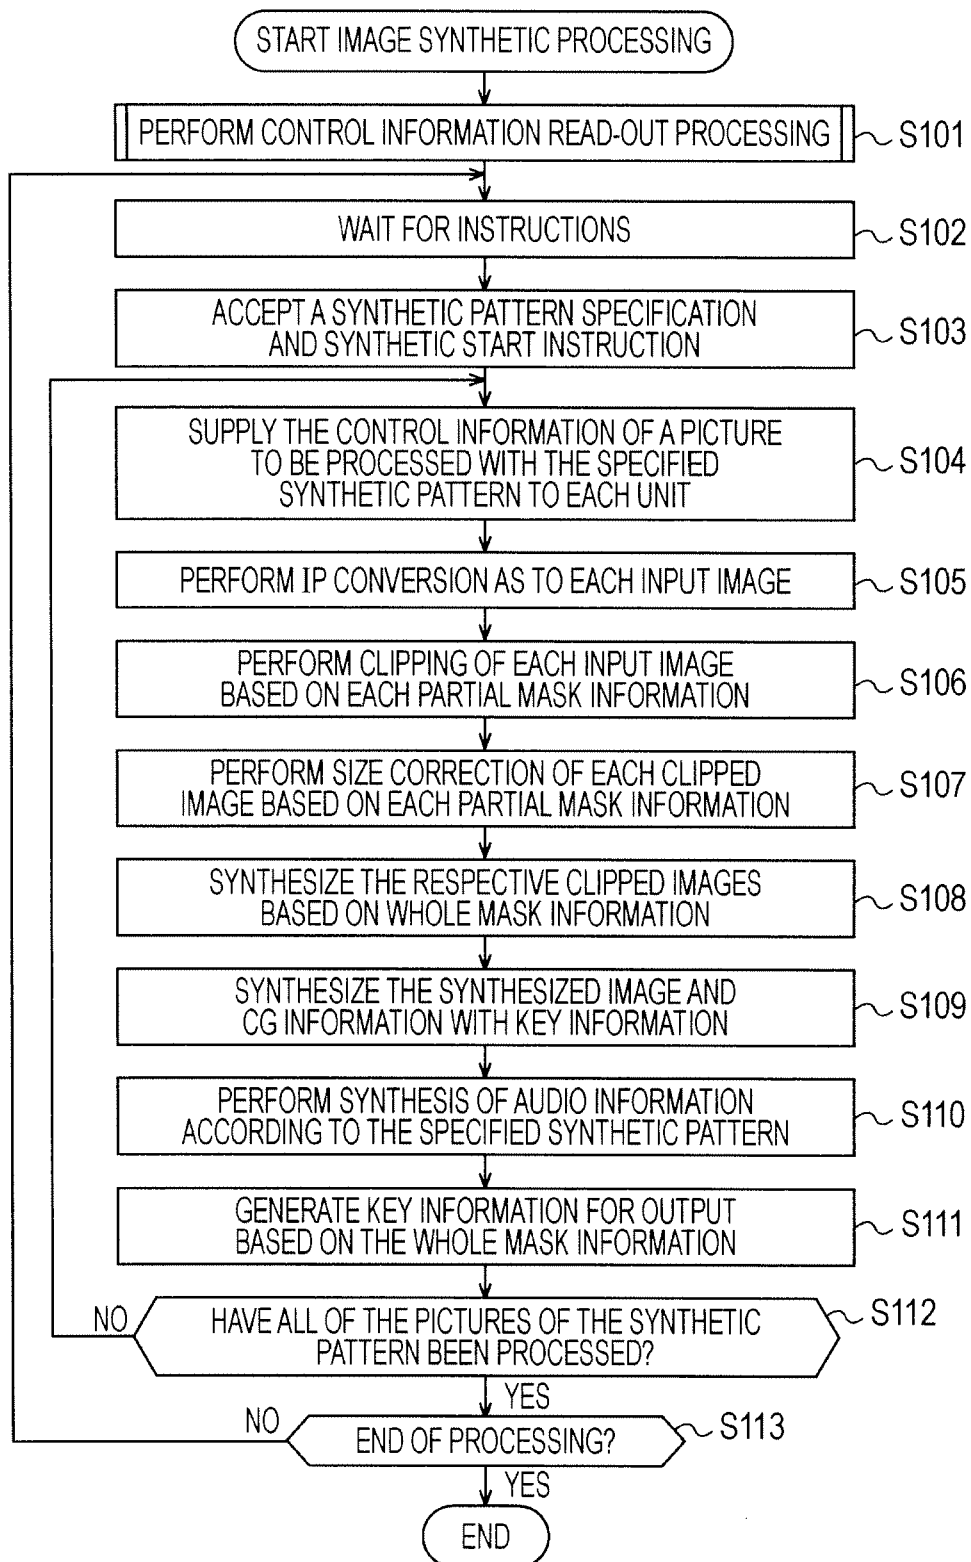 START IMAGE SYNTHETIC PROCESSING
PERFORM CONTROL INFORMATION READ-OUT PROCESSING
S101
WAIT FOR INSTRUCTIONS
S102
ACCEPT A SYNTHETIC PATTERN SPECIFICATION
AND SYNTHETIC START INSTRUCTION
S103
SUPPLY THE CONTROL INFORMATION OF A PICTURE
TO BE PROCESSED WITH THE SPECIFIED
SYNTHETIC PATTERN TO EACH UNIT
S104
PERFORM IP CONVERSION AS TO EACH INPUT IMAGE
S105
PERFORM CLIPPING OF EACH INPUT IMAGE
BASED ON EACH PARTIAL MASK INFORMATION
S106
PERFORM SIZE CORRECTION OF EACH CLIPPED
IMAGE BASED ON EACH PARTIAL MASK INFORMATION
S107
SYNTHESIZE THE RESPECTIVE CLIPPED IMAGES
BASED ON WHOLE MASK INFORMATION
S108
SYNTHESIZE THE SYNTHESIZED IMAGE AND
CG INFORMATION WITH KEY INFORMATION
S109
PERFORM SYNTHESIS OF AUDIO INFORMATION
ACCORDING TO THE SPECIFIED SYNTHETIC PATTERN
S110
GENERATE KEY INFORMATION FOR OUTPUT
BASED ON THE WHOLE MASK INFORMATION
S111
NO
HAVE ALL OF THE PICTURES OF THE SYNTHETIC
PATTERN BEEN PROCESSED?
S112
YES
NO
END OF PROCESSING?
S113
YES
END